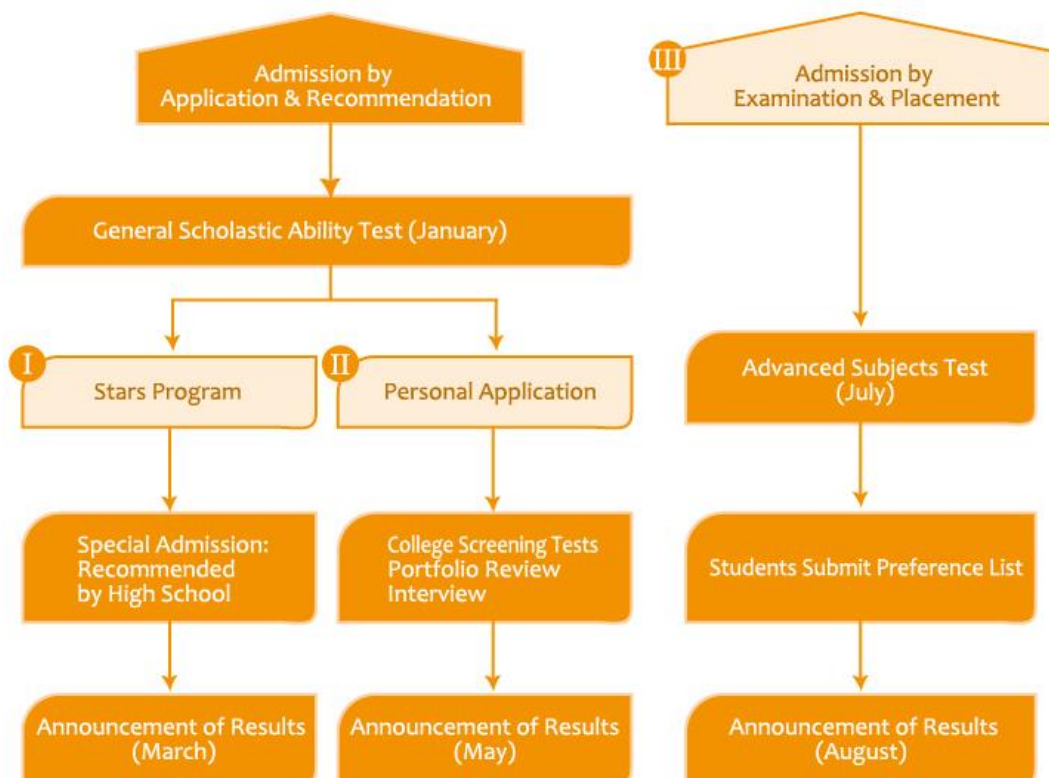 Admission by
Application & Recommendation
III
Admission by
Examination & Placement
General Scholastic Ability Test (January)
I
Stars Program
II
Personal Application
Advanced Subjects Test
(July)
Special Admission:
Recommended
by High School
College Screening Tests
Portfolio Review
Interview
Students Submit Preference List
Announcement of Results
(March)
Announcement of Results
(May)
Announcement of Results
(August)